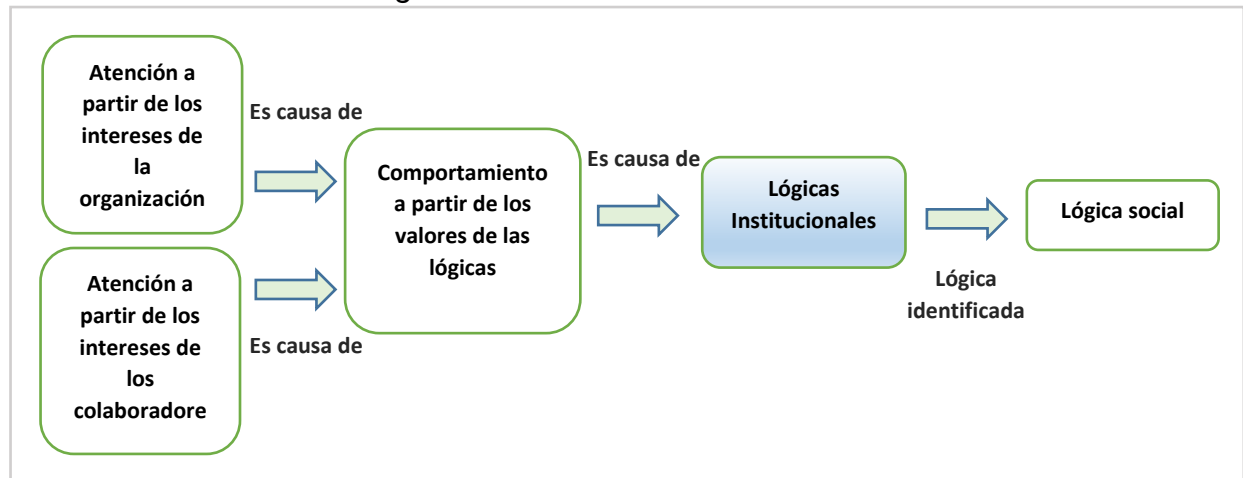 Atención a
partir de los
intereses de
la
organización
Es causa de
Atención a
partir de los
intereses de
los
colaboradore
Es causa de
Comportamiento
a partir de los
valores de las
lógicas
Es causa de
Lógicas
Institucionales
Lógica
identificada
Lógica social